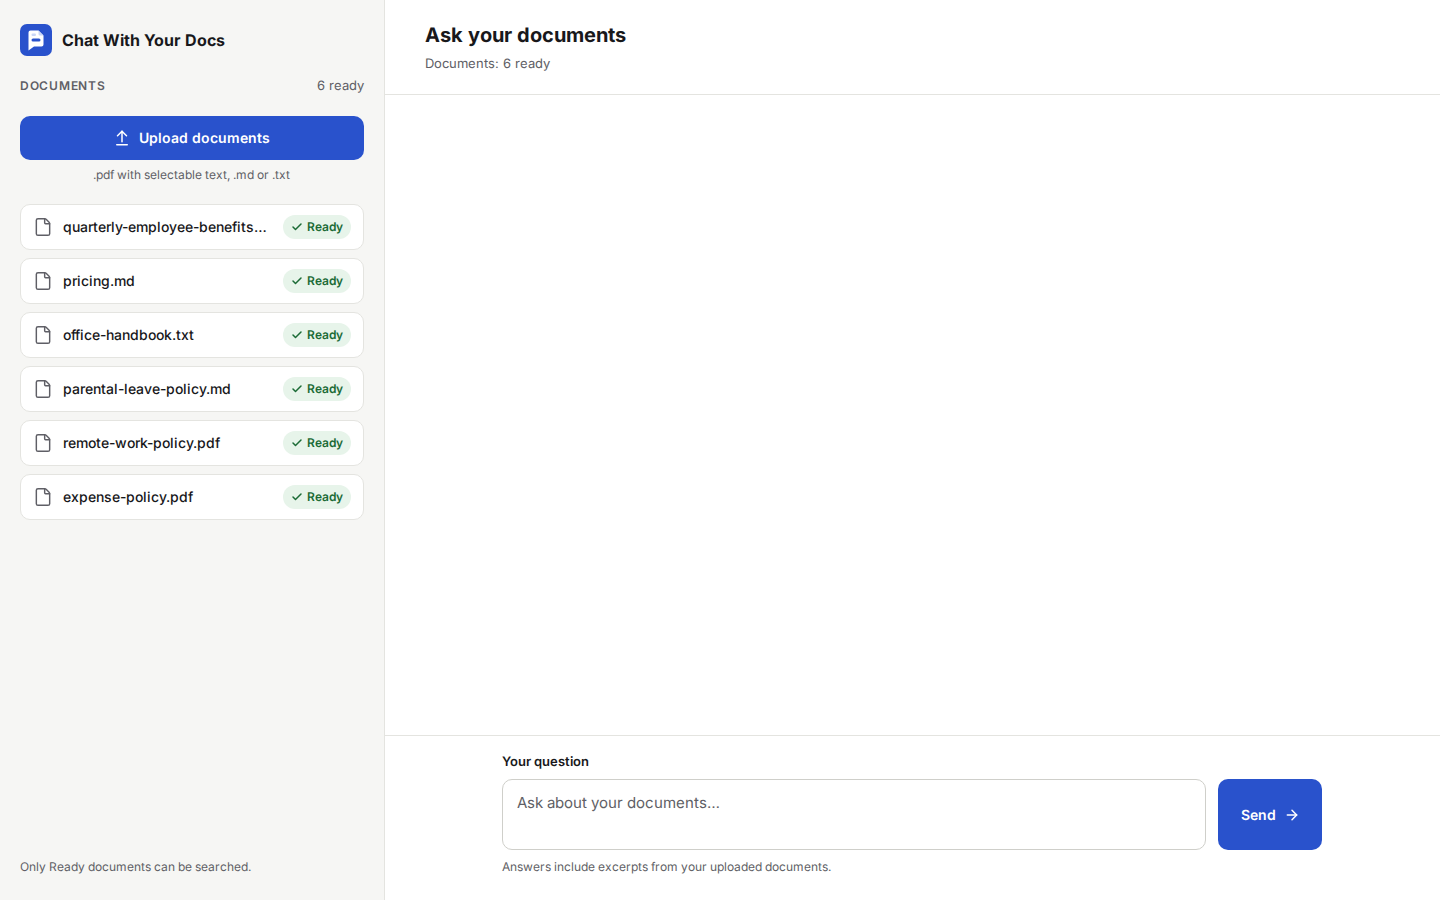 Chat With Your Docs
DOCUMENTS 6 ready
Upload documents
.pdf with selectable text, .md or .txt
quarterly-employee-benefits... Ready
pricing.md Ready
office-handbook.txt Ready
parental-leave-policy.md Ready
remote-work-policy.pdf Ready
expense-policy.pdf Ready
Only Ready documents can be searched.
Ask your documents
Documents: 6 ready
Your question
Ask about your documents...
Send
Answers include excerpts from your uploaded documents.